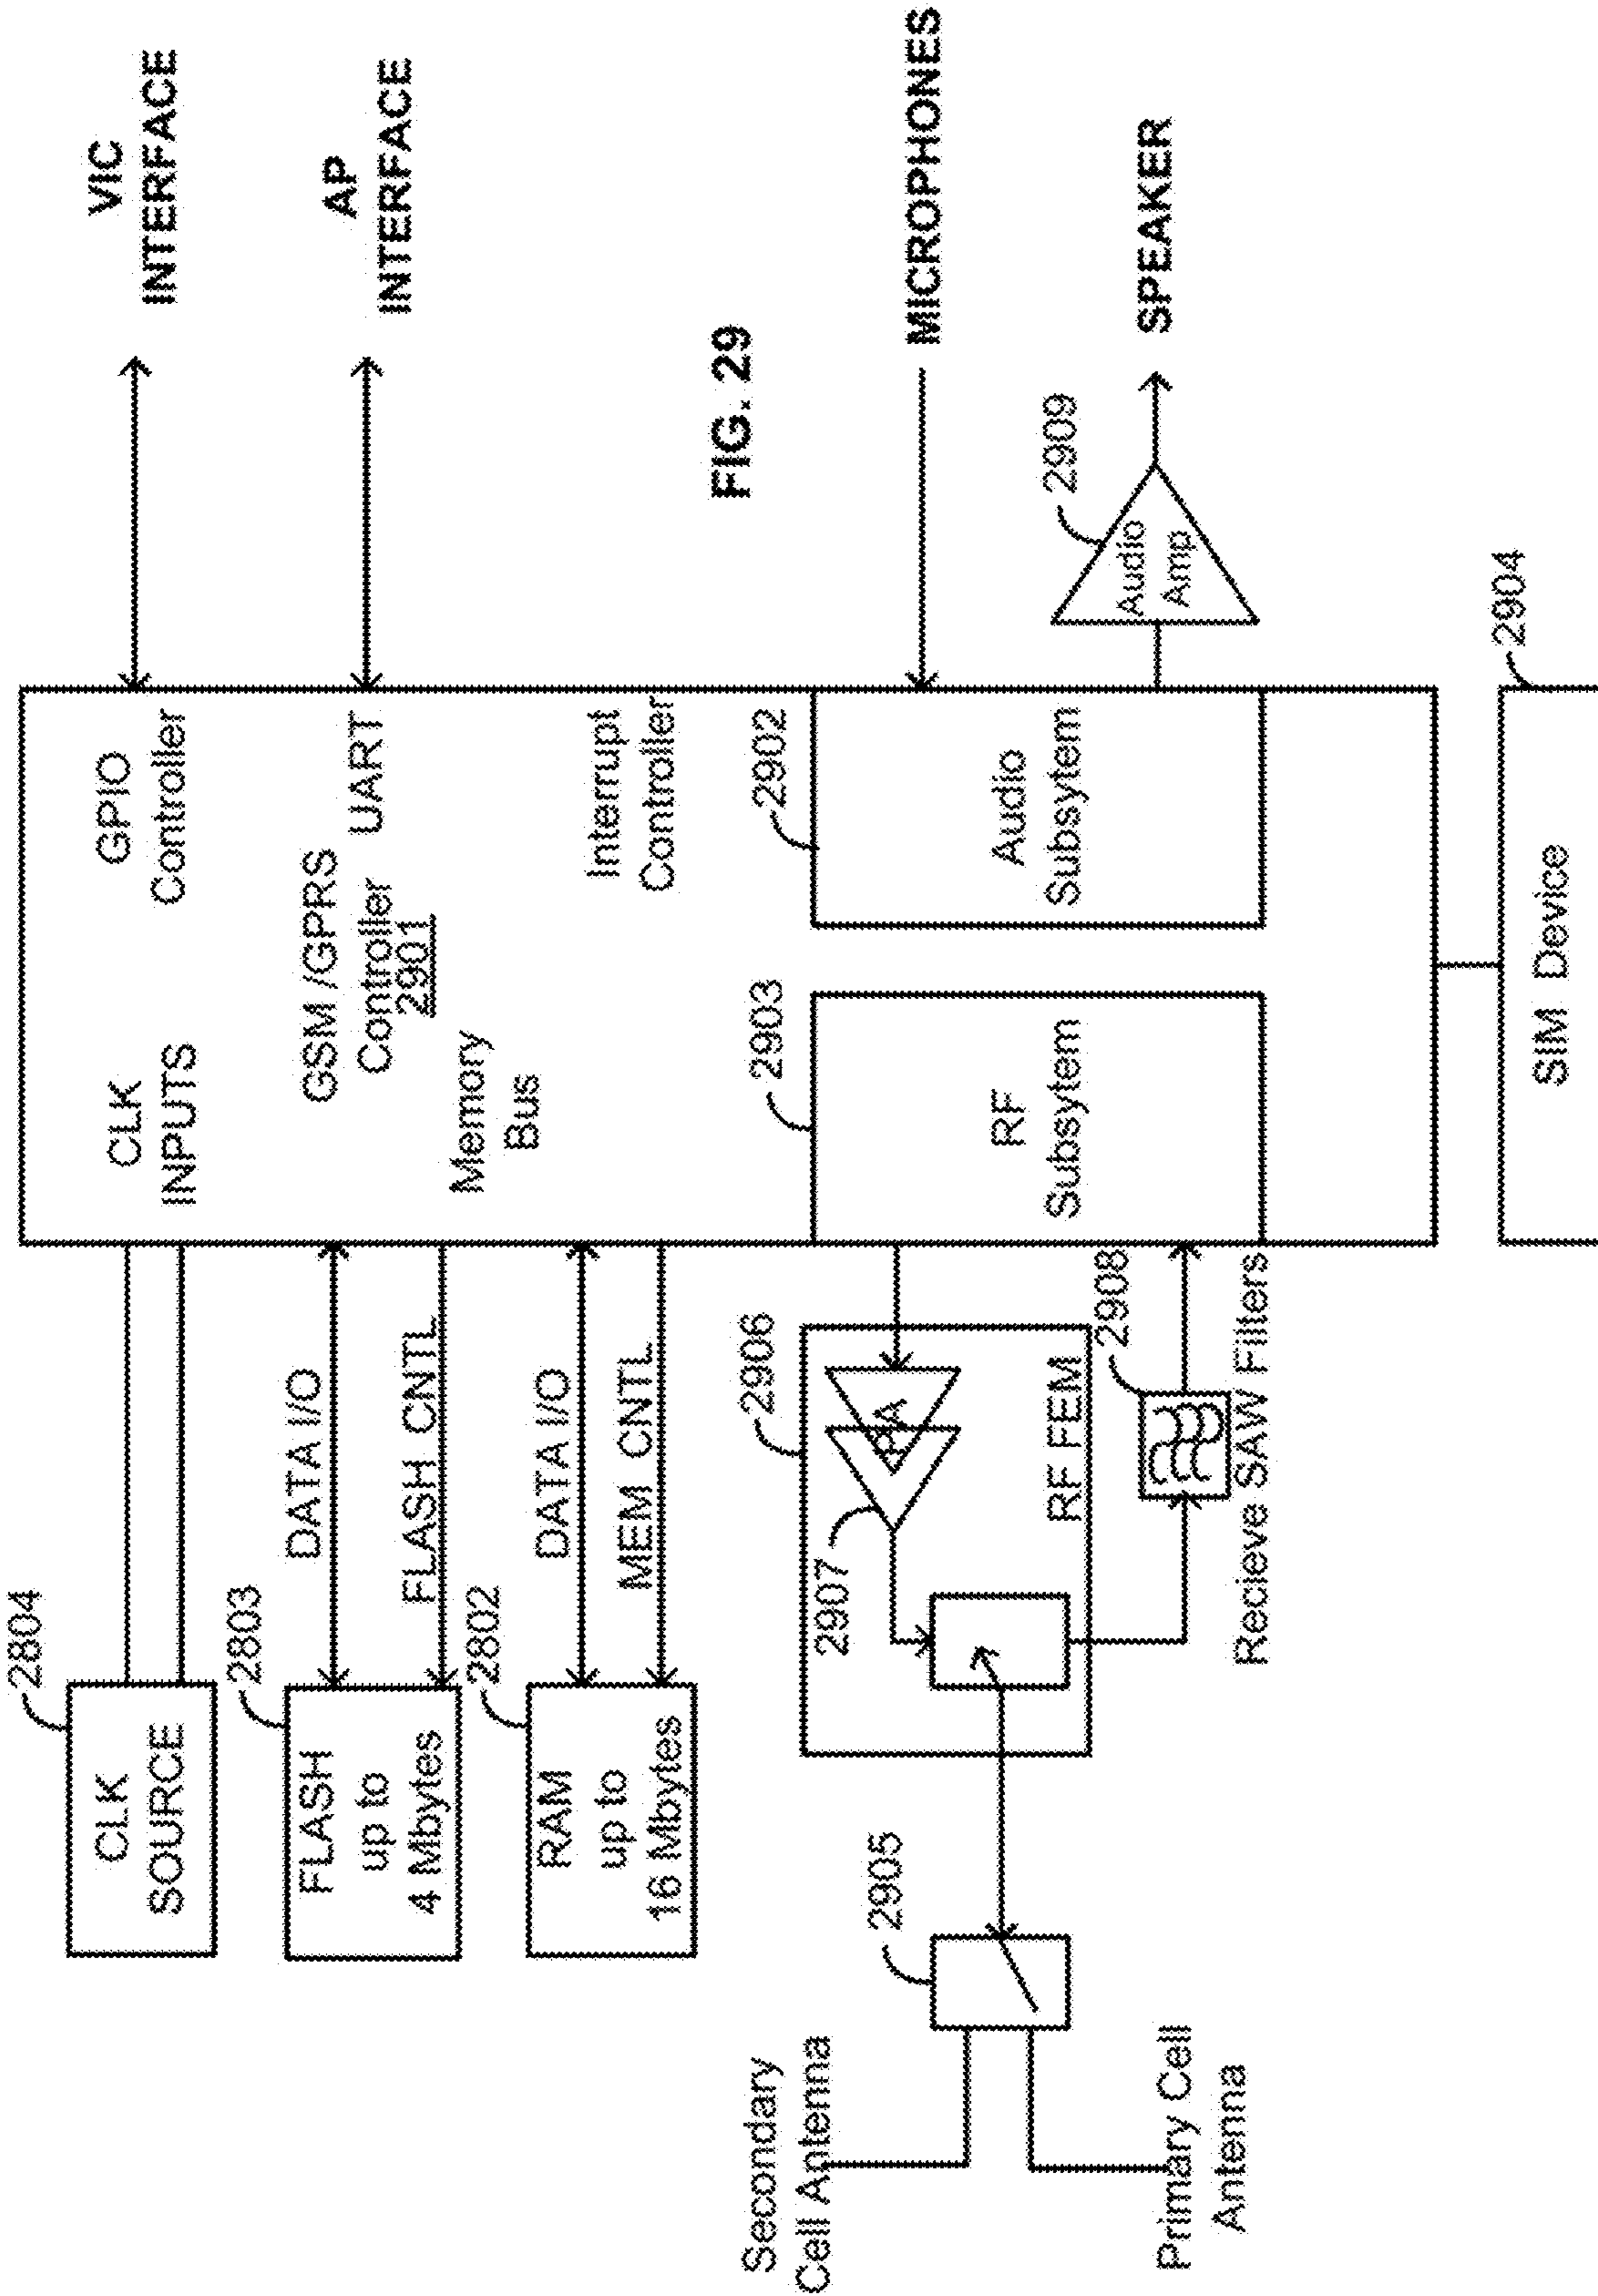 2804
CLK
SOURCE
CLK
INPUTS
GPIO
Controller
VIC
INTERFACE
2803
FLASH
up to
4 Mbytes
DATA I/O
FLASH CNTL
GSM /GPRS
Controller
2901
UART
AP
INTERFACE
2802
RAM
up to
16 Mbytes
DATA I/O
MEM CNTL
Memory
Bus
Interrupt
Controller
FIG. 29
2906
2907
PA
RF FEM
2903
RF
Subsytem
2902
Audio
Subsytem
MICROPHONES
2909
Audio
Amp
SPEAKER
2905
Secondary
Cell Antenna
Primary Cell
Antenna
2908
Recieve SAW Filters
2904
SIM Device